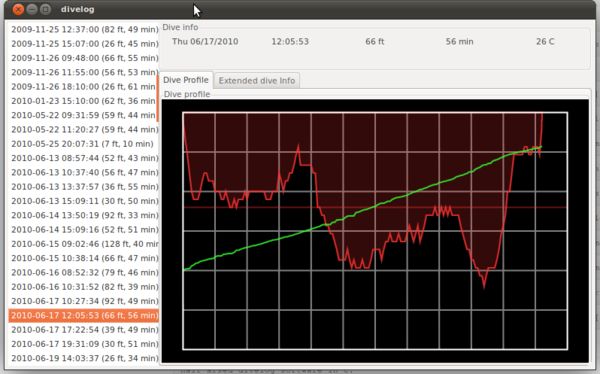 divelog
2009-11-25 12:37:00 (82 ft, 49 min)
2009-11-25 15:07:00 (26 ft, 45 min)
2009-11-26 09:48:00 (66 ft, 55 min)
2009-11-26 11:55:00 (56 ft, 53 min)
2009-11-26 18:10:00 (26 ft, 61 min
2010-01-23 15:10:00 (62 ft, 36 min)
2010-05-22 09:31:59 (59 ft, 44 min)
2010-05-22 11:20:27 (59 ft, 44 min)
2010-05-25 20:07:31 (7 ft, 10 min)
2010-06-13 08:57:44 (52 ft, 43 min)
2010-06-13 10:37:40 (56 ft, 47 min)
2010-06-13 13:37:57 (36 ft, 55 min)
2010-06-13 15:09:11 (30 ft, 50 min)
2010-06-14 13:50:19 (92 ft, 33 min)
2010-06-14 15:09:16 (52 ft, 51 min)
2010-06-15 09:02:46 (128 ft, 40 min
2010-06-15 10:38:14 (66 ft, 47 min)
2010-06-16 08:52:32 (79 ft, 46 min)
2010-06-16 10:31:52 (82 ft, 39 min)
2010-06-17 10:27:34 (92 ft, 49 min)
2010-06-17 12:05:53 (66 ft, 56 min)
2010-06-17 17:22:54 (39 ft, 49 min)
2010-06-17 19:31:09 (30 ft, 51 min)
2010-06-19 14:03:37 (26 ft, 34 min)
Dive info
Thu 06/17/2010 12:05:53 66 ft 56 min 26 C
Dive Profile Extended dive Info
Dive profile